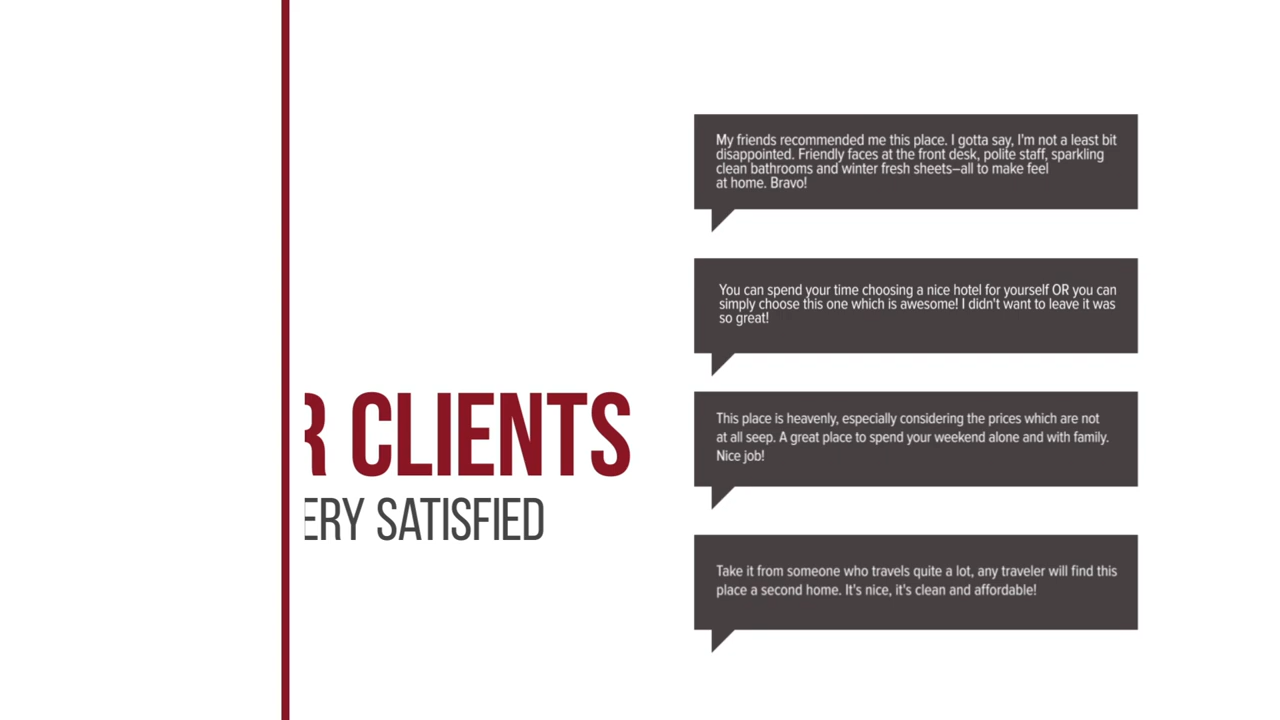 R CLIENTS
ERY SATISFIED
My friends recommended me this place. I gotta say, I'm not a least bit
disappointed. Friendly faces at the front desk, polite staff, sparkling
clean bathrooms and winter fresh sheets—all to make feel
at home. Bravo!
You can spend your time choosing a nice hotel for yourself OR you can
simply choose this one which is awesome! I didn't want to leave it was
so great!
This place is heavenly, especially considering the prices which are not
at all seep. A great place to spend your weekend alone and with family.
Nice job!
Take it from someone who travels quite a lot, any traveler will find this
place a second home. It's nice, it's clean and affordable!